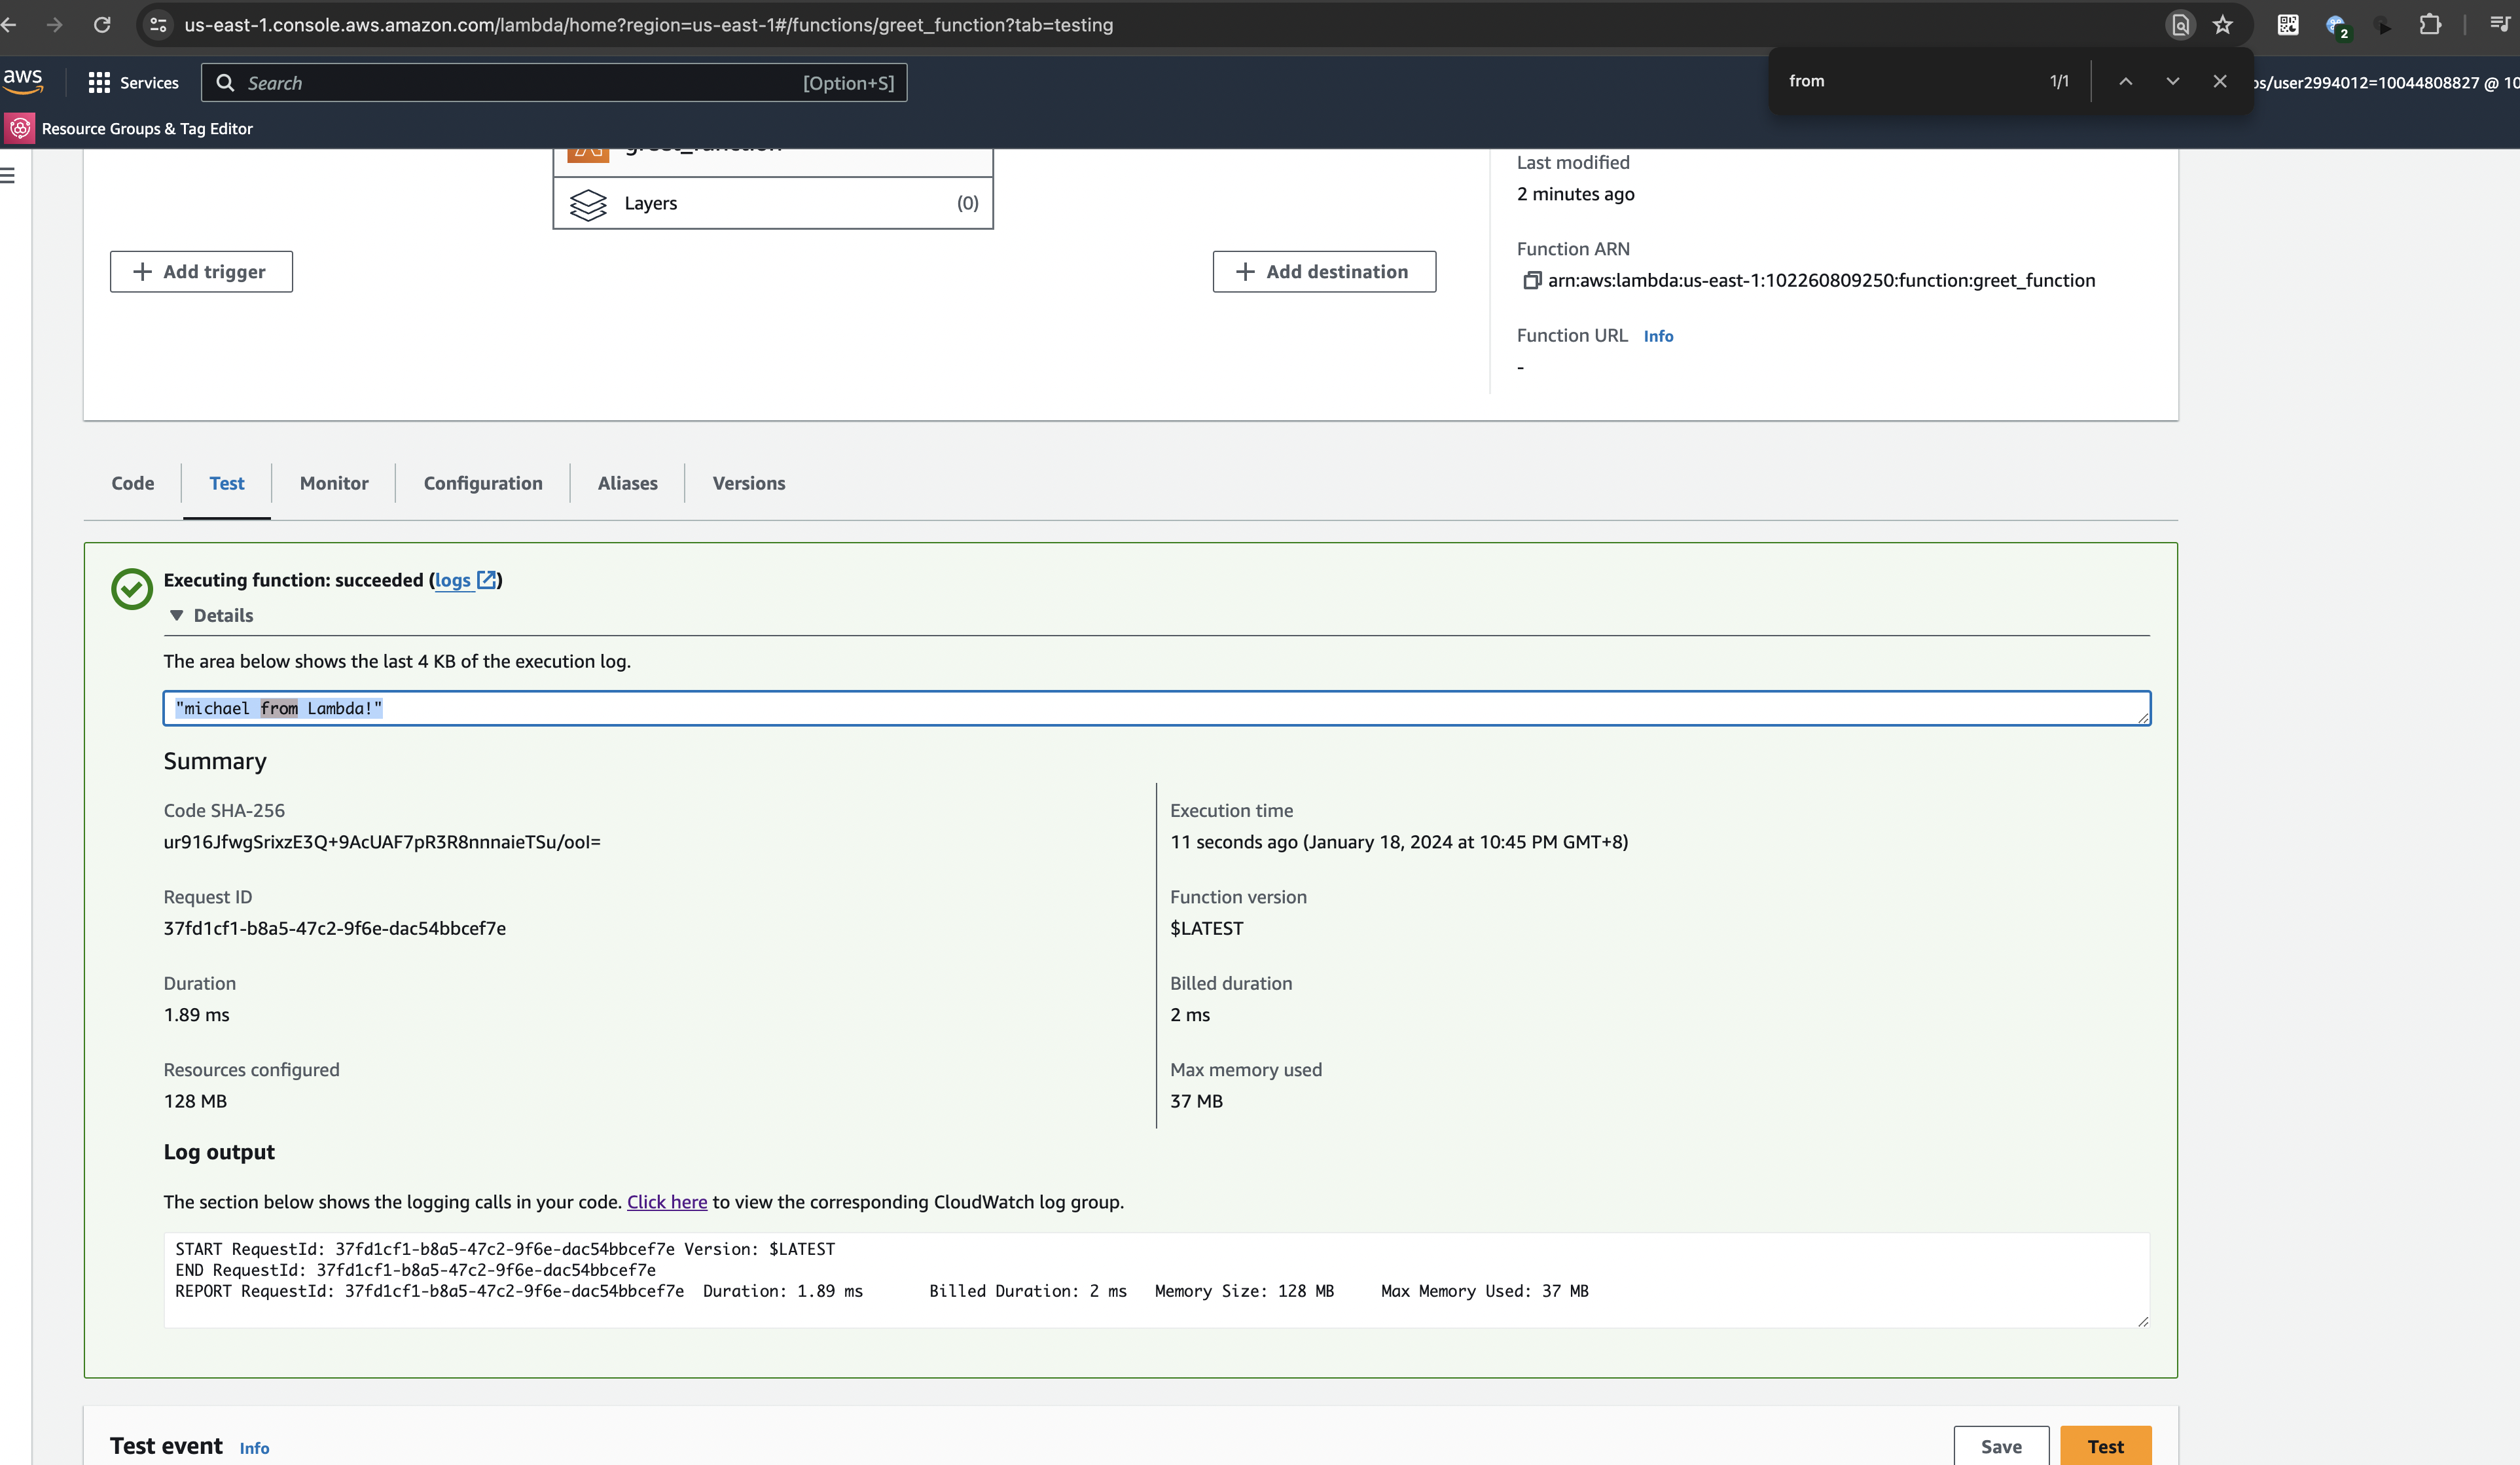 us-east-1.console.aws.amazon.com/lambda/home?region=us-east-1#/functions/greet_function?tab=testing
2
aws
Services
Search
[Option+S]
from
1/1
/user2994012=10044808827 @ 10
Resource Groups & Tag Editor
greet_function
Layers
(0)
Add trigger
Add destination
Last modified
2 minutes ago
Function ARN
arn:aws:lambda:us-east-1:102260809250:function:greet_function
Function URL Info
-
Code
Test
Monitor
Configuration
Aliases
Versions
Executing function: succeeded (logs)
Details
The area below shows the last 4 KB of the execution log.
"michael from Lambda!"
Summary
Code SHA-256
ur916JfwgSrixzE3Q+9AcUAF7pR3R8nnnaieTSu/ooI=
Execution time
11 seconds ago (January 18, 2024 at 10:45 PM GMT+8)
Request ID
37fd1cf1-b8a5-47c2-9f6e-dac54bbcef7e
Function version
$LATEST
Duration
1.89 ms
Billed duration
2 ms
Resources configured
128 MB
Max memory used
37 MB
Log output
The section below shows the logging calls in your code. Click here to view the corresponding CloudWatch log group.
START RequestId: 37fd1cf1-b8a5-47c2-9f6e-dac54bbcef7e Version: $LATEST
END RequestId: 37fd1cf1-b8a5-47c2-9f6e-dac54bbcef7e
REPORT RequestId: 37fd1cf1-b8a5-47c2-9f6e-dac54bbcef7e Duration: 1.89 ms Billed Duration: 2 ms Memory Size: 128 MB Max Memory Used: 37 MB
Test event Info
Save
Test